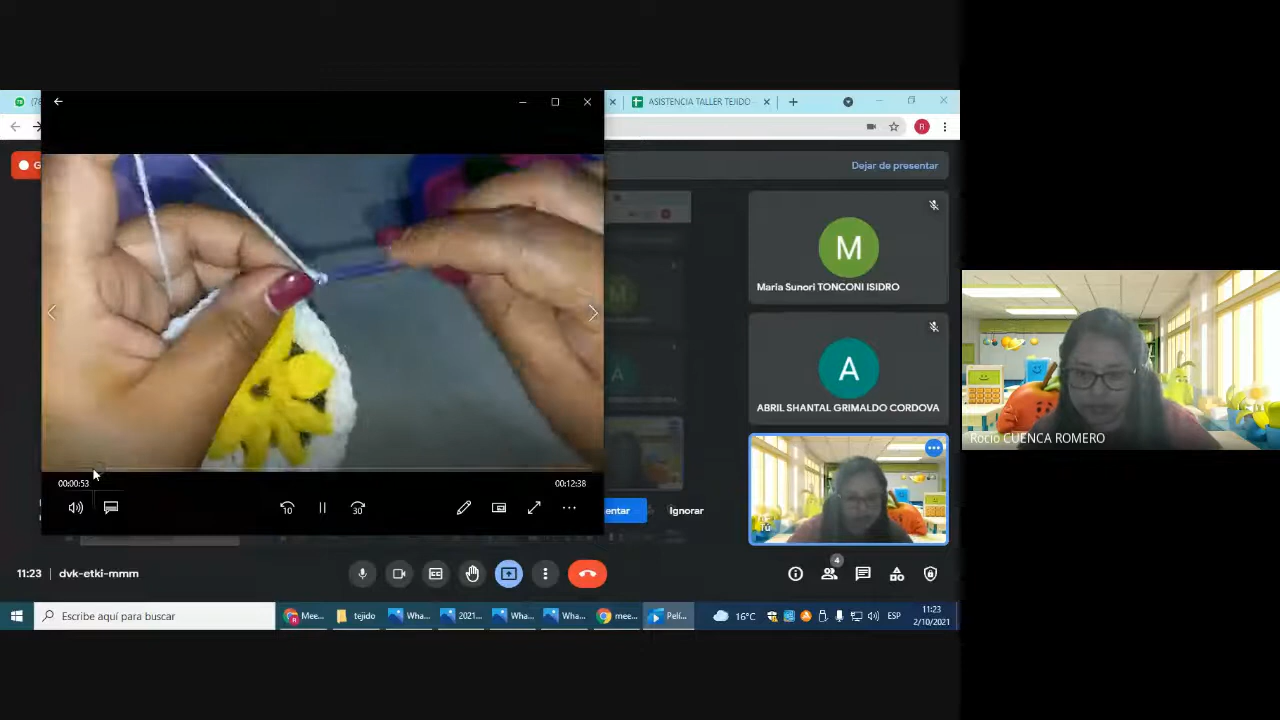 ASISTENCIA TALLER TEJIDO
R
Dejar de presentar
G
M
Maria Sunori TONCONI ISIDRO
A
ABRIL SHANTAL GRIMALDO CORDOVA
Rocio CUENCA ROMERO
Tú
00:00:53
00:12:38
10
30
entar
Ignorar
11:23 | dvk-etki-mmm
4
Escribe aquí para buscar
Mee...
tejido
Wha...
2021...
Wha...
Wha...
mee...
Pelí...
16°C
ESP
11:23
2/10/2021